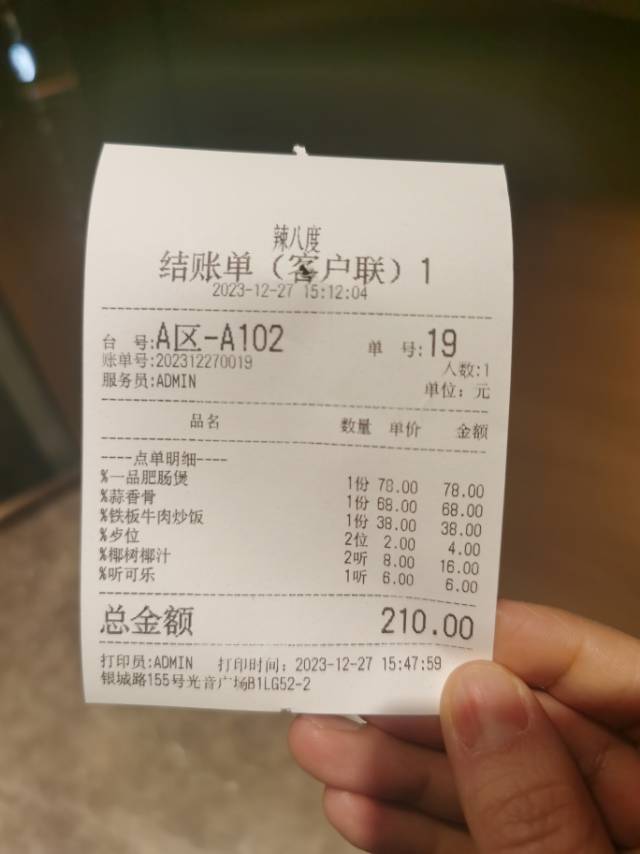 辣八度
结账单（客户联）1
2023-12-27 15:12:04
台 号:A区-A102 单 号:19
账单号:202312270019 人数:1
服务员:ADMIN 单位: 元
品名 数量 单价 金额
----点单明细----
%一品肥肠煲 1份 78.00 78.00
%蒜香骨 1份 68.00 68.00
%铁板牛肉炒饭 1份 38.00 38.00
%歺位 2位 2.00 4.00
%椰树椰汁 2听 8.00 16.00
%听可乐 1听 6.00 6.00
总金额 210.00
打印员:ADMIN 打印时间: 2023-12-27 15:47:59
银城路155号光音广场B1LG52-2